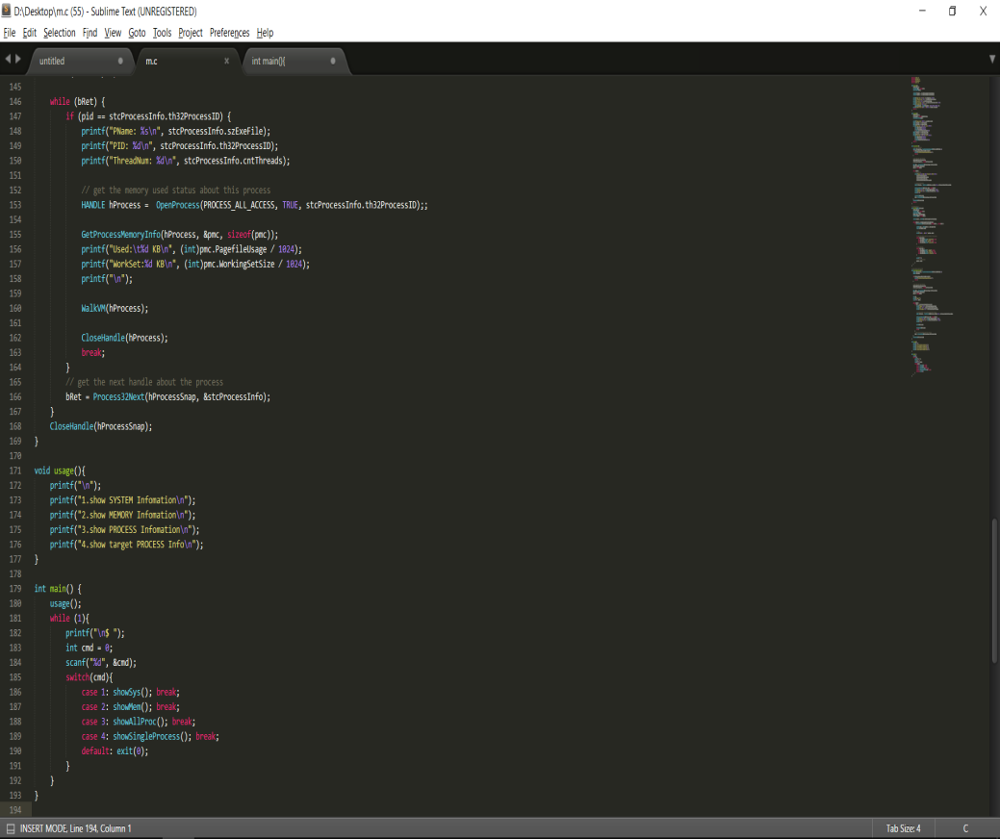 D:\Desktop\m.c (55) - Sublime Text (UNREGISTERED)
File Edit Selection Find View Goto Tools Project Preferences Help
untitled m.c x int main(){
145
146 while (bRet) {
147 if (pid == stcProcessInfo.th32ProcessID) {
148 printf("PName: %s\n", stcProcessInfo.szExeFile);
149 printf("PID: %d\n", stcProcessInfo.th32ProcessID);
150 printf("ThreadNum: %d\n", stcProcessInfo.cntThreads);
151
152 // get the memory used status about this process
153 HANDLE hProcess = OpenProcess(PROCESS_ALL_ACCESS, TRUE, stcProcessInfo.th32ProcessID);;
154
155 GetProcessMemoryInfo(hProcess, &pmc, sizeof(pmc));
156 printf("Used:\t%d KB\n", (int)pmc.PagefileUsage / 1024);
157 printf("WorkSet:%d KB\n", (int)pmc.WorkingSetSize / 1024);
158 printf("\n");
159
160 WalkVM(hProcess);
161
162 CloseHandle(hProcess);
163 break;
164 }
165 // get the next handle about the process
166 bRet = Process32Next(hProcessSnap, &stcProcessInfo);
167 }
168 CloseHandle(hProcessSnap);
169 }
170
171 void usage(){
172 printf("\n");
173 printf("1.show SYSTEM Infomation\n");
174 printf("2.show MEMORY Infomation\n");
175 printf("3.show PROCESS Infomation\n");
176 printf("4.show target PROCESS Info\n");
177 }
178
179 int main() {
180 usage();
181 while (1){
182 printf("\n$ ");
183 int cmd = 0;
184 scanf("%d", &cmd);
185 switch(cmd){
186 case 1: showSys(); break;
187 case 2: showMem(); break;
188 case 3: showAllProc(); break;
189 case 4: showSingleProcess(); break;
190 default: exit(0);
191 }
192 }
193 }
194
INSERT MODE, Line 194, Column 1 Tab Size: 4 C